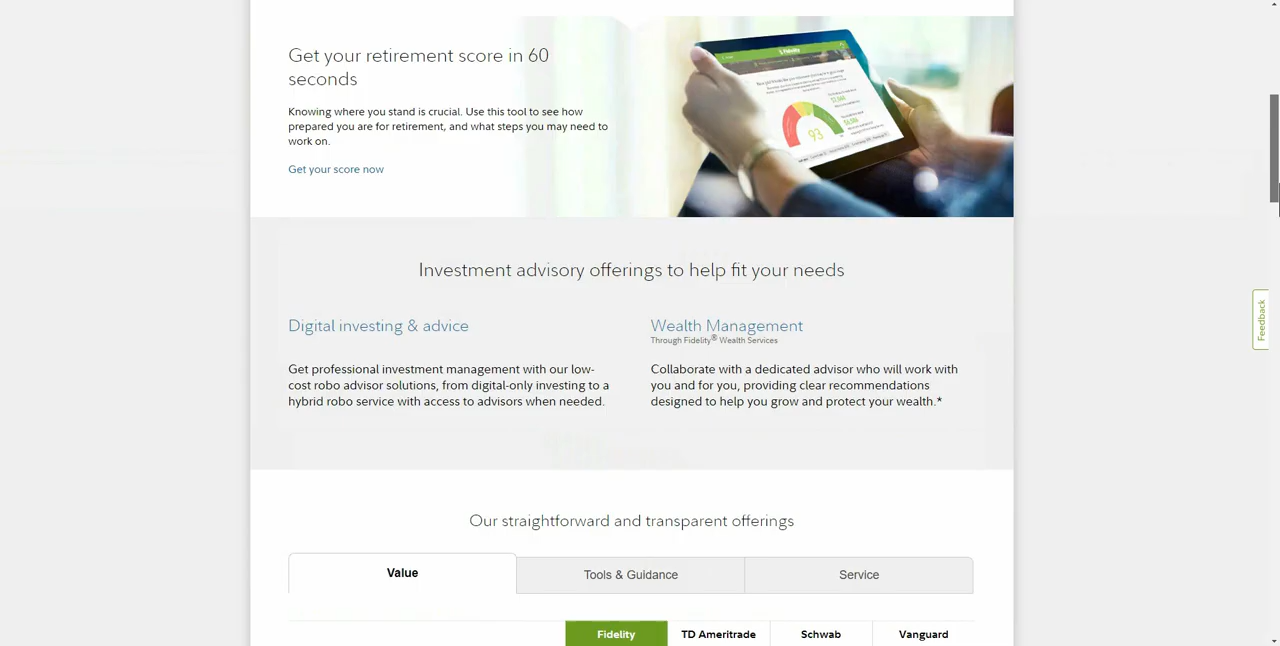 Get your retirement score in 60
seconds
Knowing where you stand is crucial. Use this tool to see how
prepared you are for retirement, and what steps you may need to
work on.
Get your score now
Fidelity
93
Investment advisory offerings to help fit your needs
Digital investing & advice
Get professional investment management with our low-
cost robo advisor solutions, from digital-only investing to a
hybrid robo service with access to advisors when needed.
Wealth Management
Through Fidelity® Wealth Services
Collaborate with a dedicated advisor who will work with
you and for you, providing clear recommendations
designed to help you grow and protect your wealth.*
Feedback
Our straightforward and transparent offerings
Value
Tools & Guidance
Service
Fidelity
TD Ameritrade
Schwab
Vanguard